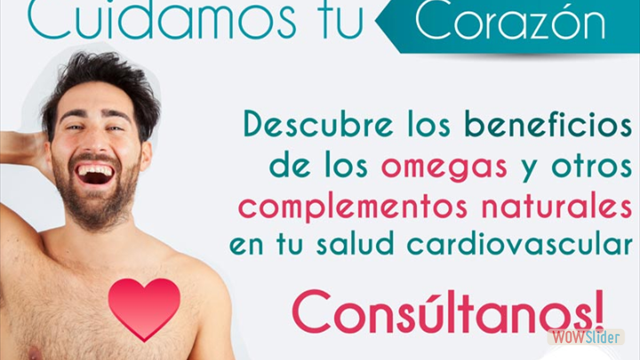 Cuidamos tu Corazón
Descubre los beneficios
de los omegas y otros
complementos naturales
en tu salud cardiovascular
Consúltanos!
WOWSlider